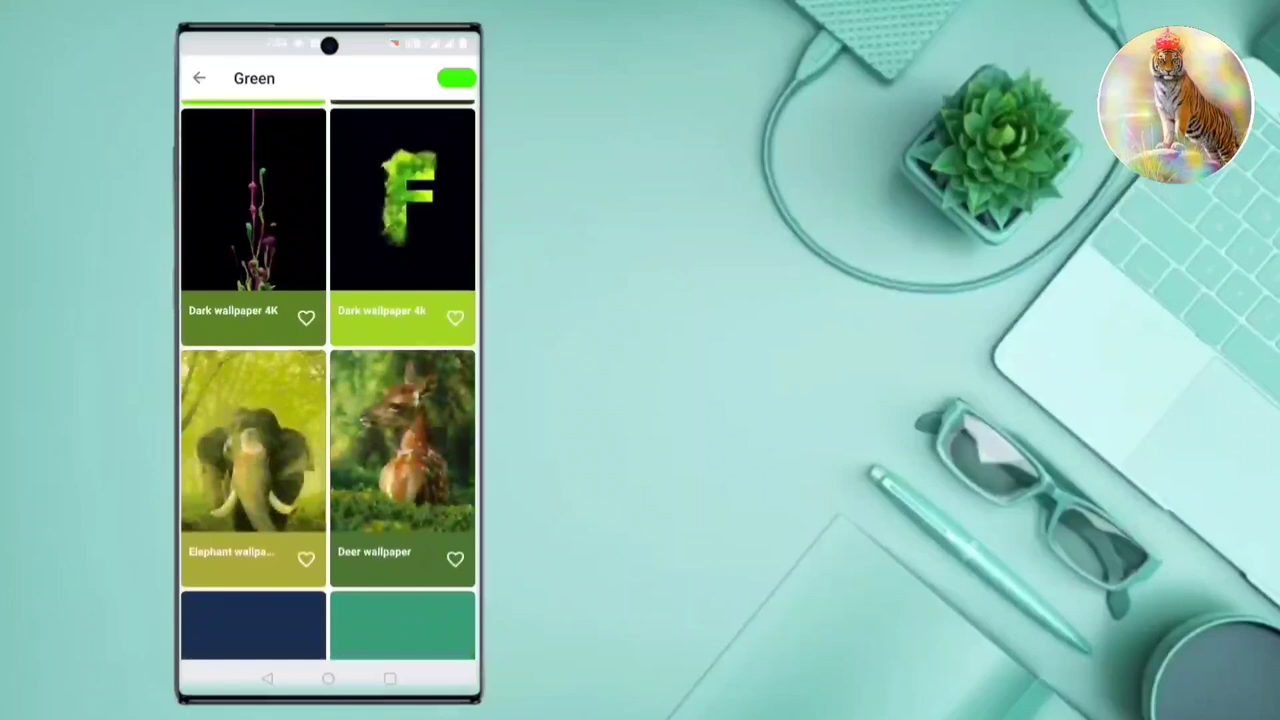 Green
F
Dark wallpaper 4K
Dark wallpaper 4k
Elephant wallpa...
Deer wallpaper